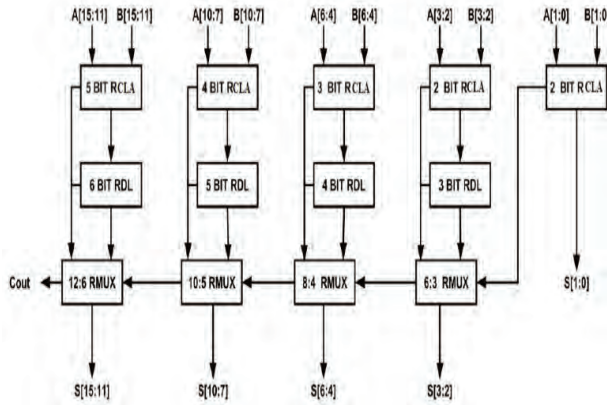 A[15:11] B[15:11] A[10:7] B[10:7] A[6:4] B[6:4] A[3:2] B[3:2] A[1:0] B[1:0
5 BIT RCLA 4 BIT RCLA 3 BIT RCLA 2 BIT RCLA 2 BIT RCLA
6 BIT RDL 5 BIT RDL 4 BIT RDL 3 BIT RDL
Cout 12:6 RMUX 10:5 RMUX 8:4 RMUX 6:3 RMUX S[1:0]
S[15:11] S[10:7] S[6:4] S[3:2]